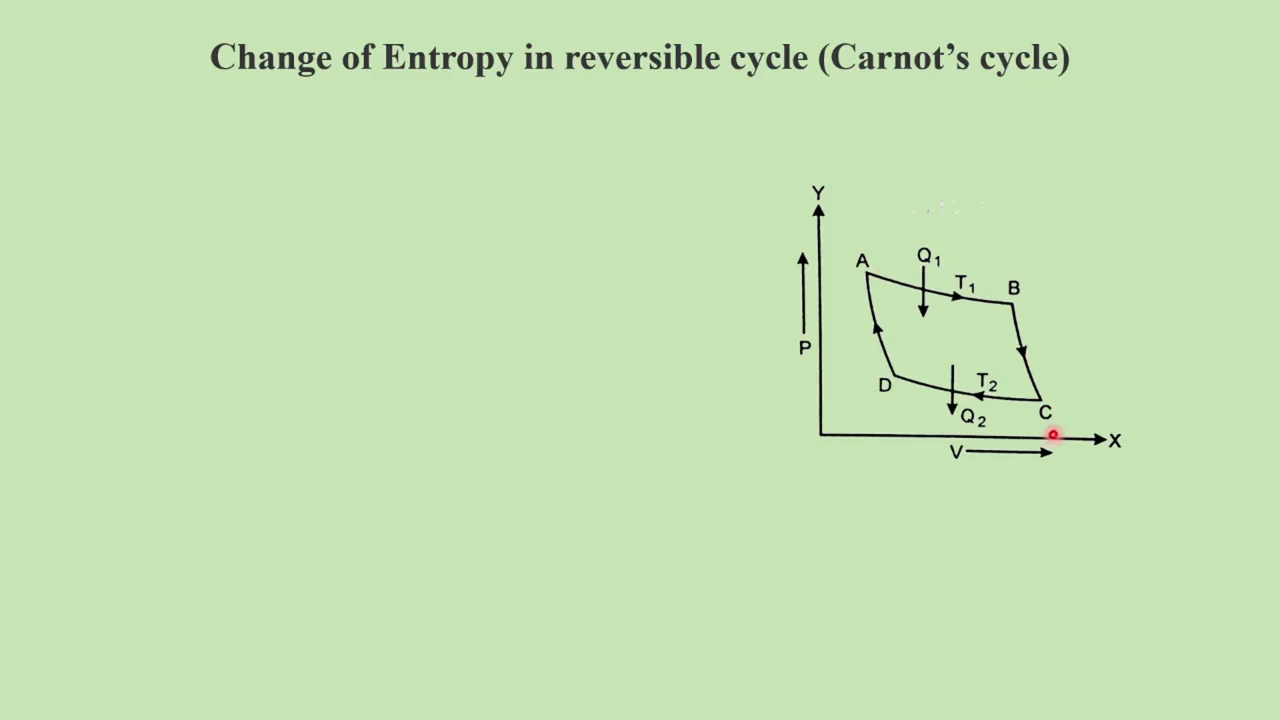 Change of Entropy in reversible cycle (Carnot’s cycle)
Y
A
Q1
T1
B
P
D
T2
Q2
C
X
V